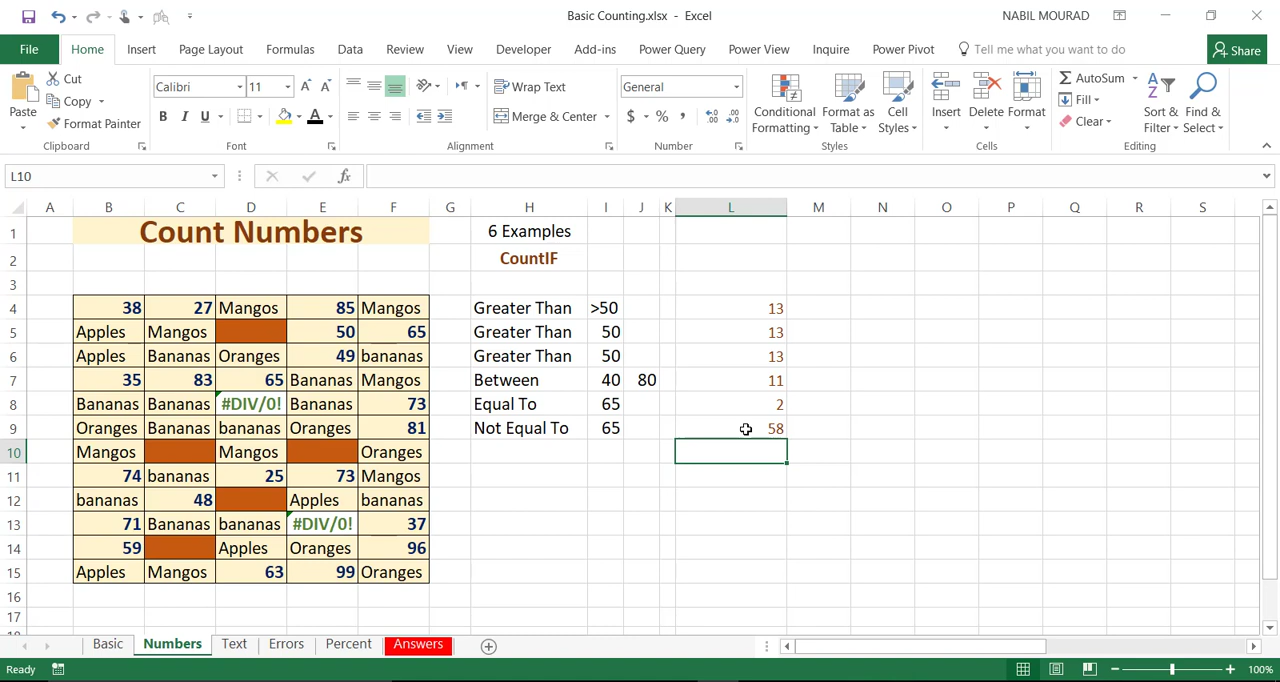 Basic Counting.xlsx - Excel
NABIL MOURAD
File Home Insert Page Layout Formulas Data Review View Developer Add-ins Power Query Power View Inquire Power Pivot Tell me what you want to do Share
Paste
Cut
Copy
Format Painter
Clipboard
Calibri 11
B I U
Font
Wrap Text
Merge & Center
Alignment
General
$ % ,
Number
Conditional Formatting
Format as Table
Cell Styles
Styles
Insert Delete Format
Cells
AutoSum
Fill
Clear
Sort & Filter
Find & Select
Editing
L10 fx
A B C D E F G H I J K L M N O P Q R S
1 Count Numbers 6 Examples
2 CountIF
3
4 38 27 Mangos 85 Mangos Greater Than >50 13
5 Apples Mangos 50 65 Greater Than 50 13
6 Apples Bananas Oranges 49 bananas Greater Than 50 13
7 35 83 65 Bananas Mangos Between 40 80 11
8 Bananas Bananas #DIV/0! Bananas 73 Equal To 65 2
9 Oranges Bananas bananas Oranges 81 Not Equal To 65 58
10 Mangos Mangos Oranges
11 74 bananas 25 73 Mangos
12 bananas 48 Apples bananas
13 71 Bananas bananas #DIV/0! 37
14 59 Apples Oranges 96
15 Apples Mangos 63 99 Oranges
16
17
18
Basic Numbers Text Errors Percent Answers
Ready 100%